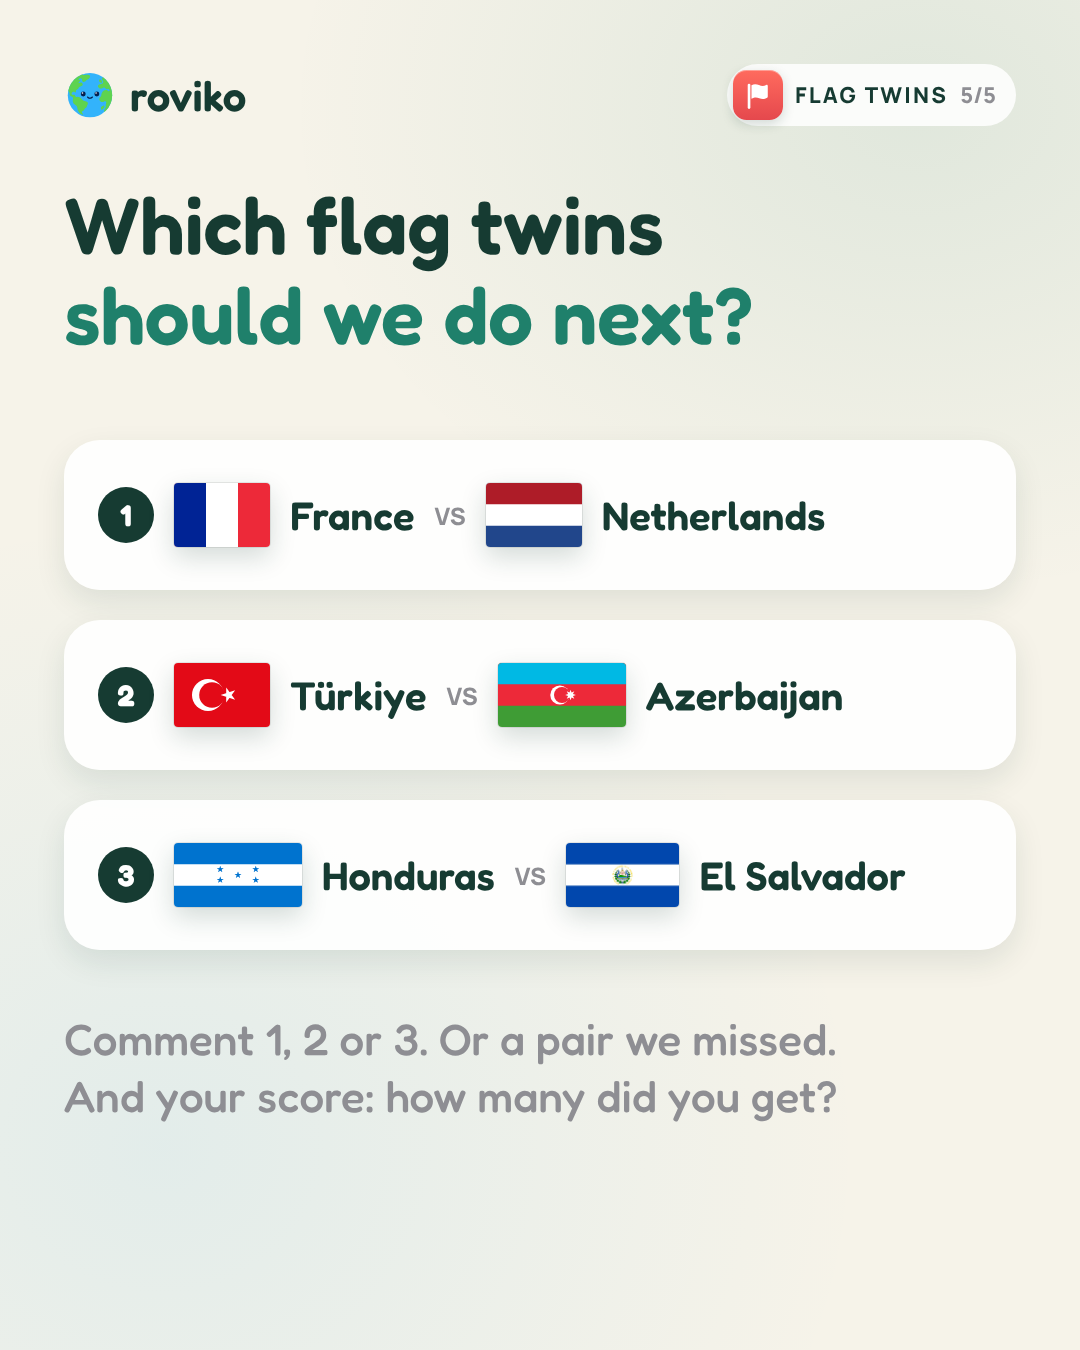 roviko
FLAG TWINS 5/5
Which flag twins
should we do next?
1 France VS Netherlands
2 Türkiye VS Azerbaijan
3 Honduras VS El Salvador
Comment 1, 2 or 3. Or a pair we missed.
And your score: how many did you get?